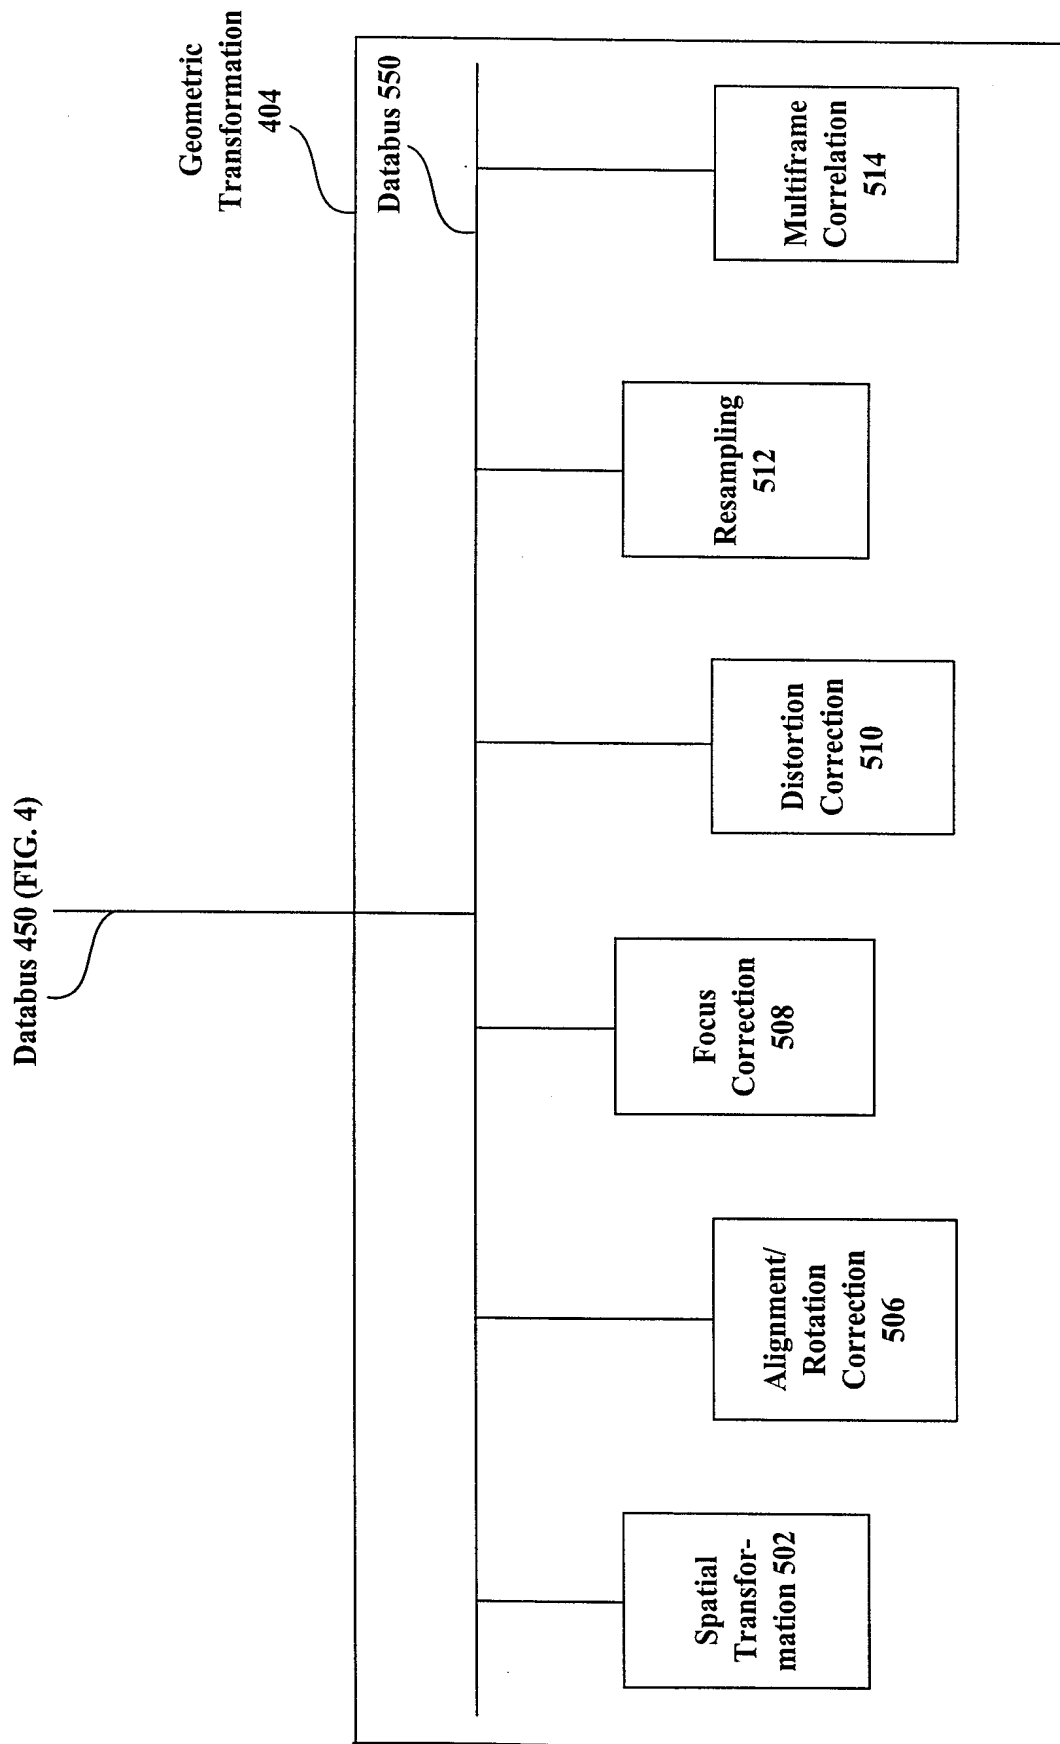 Databus 450 (FIG. 4)
Geometric
Transformation
404
Databus 550
Spatial
Transfor-
mation 502
Alignment/
Rotation
Correction
506
Focus
Correction
508
Distortion
Correction
510
Resampling
512
Multiframe
Correlation
514